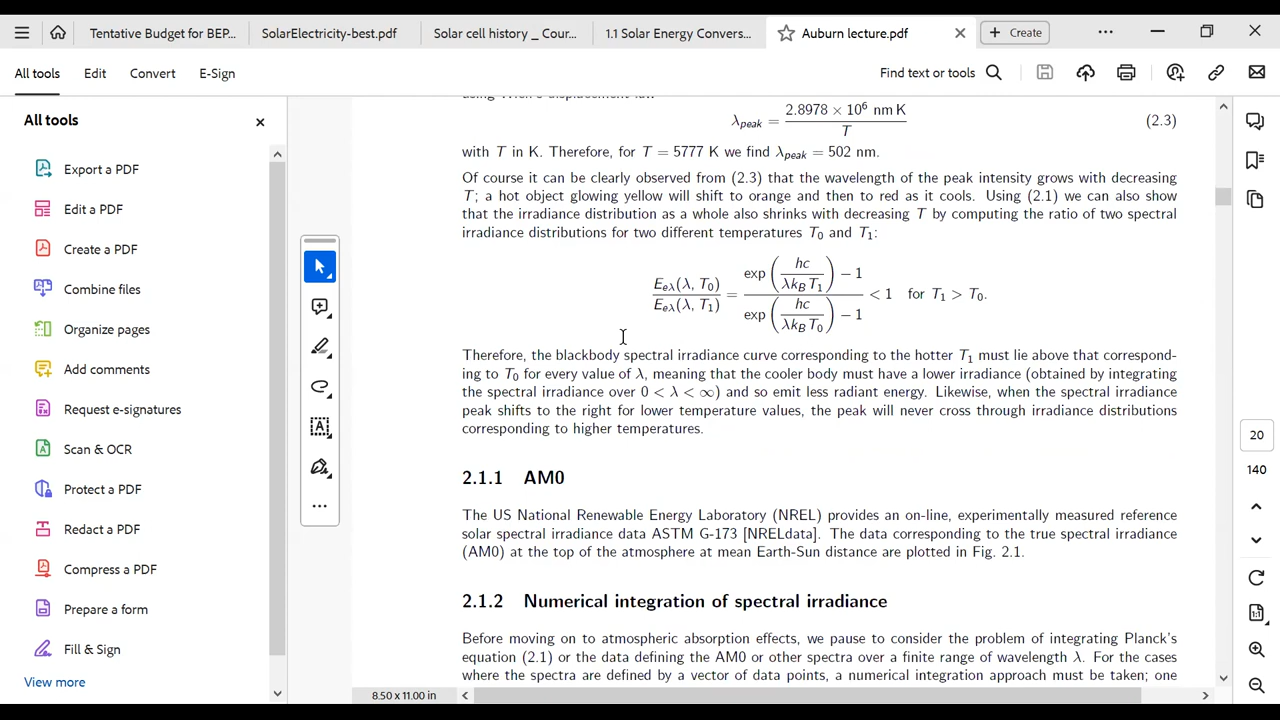 Tentative Budget for BEP...
SolarElectricity-best.pdf
Solar cell history _ Cour...
1.1 Solar Energy Convers...
Auburn lecture.pdf
Create
All tools
Edit
Convert
E-Sign
Find text or tools
All tools
Export a PDF
Edit a PDF
Create a PDF
Combine files
Organize pages
Add comments
Request e-signatures
Scan & OCR
Protect a PDF
Redact a PDF
Compress a PDF
Prepare a form
Fill & Sign
View more
λpeak = 2.8978 × 10⁶ nm K / T (2.3)
with T in K. Therefore, for T = 5777 K we find λpeak = 502 nm.
Of course it can be clearly observed from (2.3) that the wavelength of the peak intensity grows with decreasing
T; a hot object glowing yellow will shift to orange and then to red as it cools. Using (2.1) we can also show
that the irradiance distribution as a whole also shrinks with decreasing T by computing the ratio of two spectral
irradiance distributions for two different temperatures T₀ and T₁:
Eeλ(λ, T₀) / Eeλ(λ, T₁) = (exp(hc / λkBT₁) − 1) / (exp(hc / λkBT₀) − 1) < 1 for T₁ > T₀.
Therefore, the blackbody spectral irradiance curve corresponding to the hotter T₁ must lie above that correspond-
ing to T₀ for every value of λ, meaning that the cooler body must have a lower irradiance (obtained by integrating
the spectral irradiance over 0 < λ < ∞) and so emit less radiant energy. Likewise, when the spectral irradiance
peak shifts to the right for lower temperature values, the peak will never cross through irradiance distributions
corresponding to higher temperatures.
2.1.1 AM0
The US National Renewable Energy Laboratory (NREL) provides an on-line, experimentally measured reference
solar spectral irradiance data ASTM G-173 [NRELdata]. The data corresponding to the true spectral irradiance
(AM0) at the top of the atmosphere at mean Earth-Sun distance are plotted in Fig. 2.1.
2.1.2 Numerical integration of spectral irradiance
Before moving on to atmospheric absorption effects, we pause to consider the problem of integrating Planck's
equation (2.1) or the data defining the AM0 or other spectra over a finite range of wavelength λ. For the cases
where the spectra are defined by a vector of data points, a numerical integration approach must be taken; one
8.50 x 11.00 in
20
140
1:1